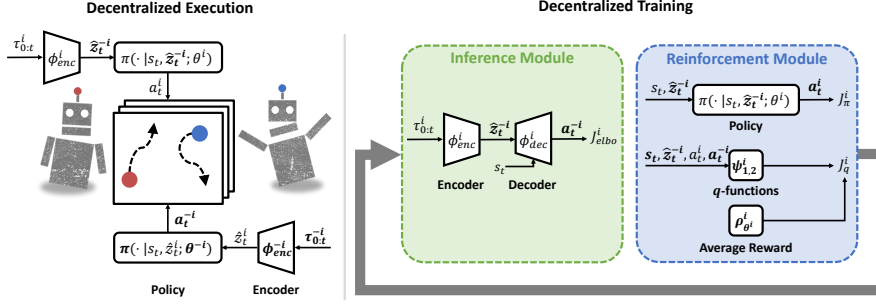 Decentralized Execution
τ^i_{0:t}
ϕ^i_{enc}
ẑ^{-i}_t
π(· |s_t, ẑ^{-i}_t; θ^i)
a^i_t
a^{-i}_t
π(· |s_t, ẑ^i_t; θ^{-i})
ẑ^i_t
ϕ^{-i}_{enc}
τ^{-i}_{0:t}
Policy
Encoder
Decentralized Training
Inference Module
τ^i_{0:t}
ϕ^i_{enc}
ẑ^{-i}_t
ϕ^i_{dec}
a^{-i}_t
J^i_{elbo}
s_t
Encoder
Decoder
Reinforcement Module
s_t, ẑ^{-i}_t
π(· |s_t, ẑ^{-i}_t; θ^i)
a^i_t
J^i_π
Policy
s_t, ẑ^{-i}_t, a^i_t, a^{-i}_t
ψ^i_{1,2}
J^i_q
q-functions
ρ^i_{θ^i}
Average Reward